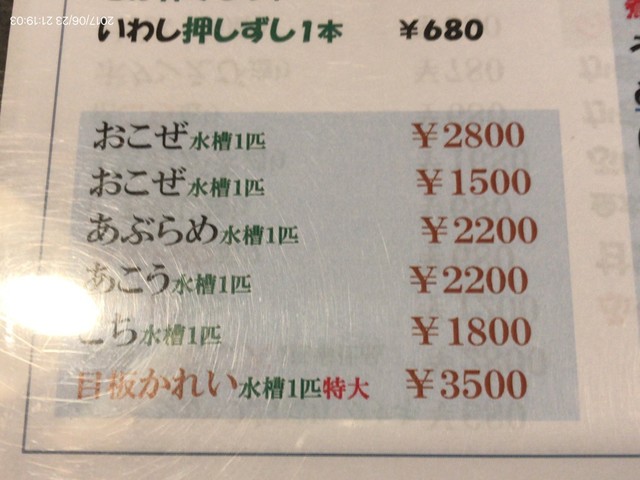 2017/06/23 21:19:03
いわし押しずし1本 ￥680
おこぜ水槽1匹 ￥2800
おこぜ水槽1匹 ￥1500
あぶらめ水槽1匹 ￥2200
あこう水槽1匹 ￥2200
こち水槽1匹 ￥1800
目板かれい水槽1匹特大 ￥3500